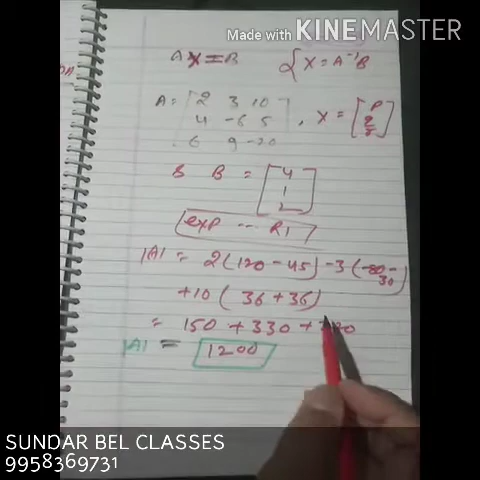 Made with KINEMASTER
AX=B { X = A⁻¹B
A = [2 3 10
4 -6 5
6 9 -20] , X = [P
q
r]
& B = [4
1
2]
exp --- R1
|A| = 2(120-45) -3(-80-30)
+10(36+36)
= 150 + 330 + 720
|A| = 1200
SUNDAR BEL CLASSES
9958369731